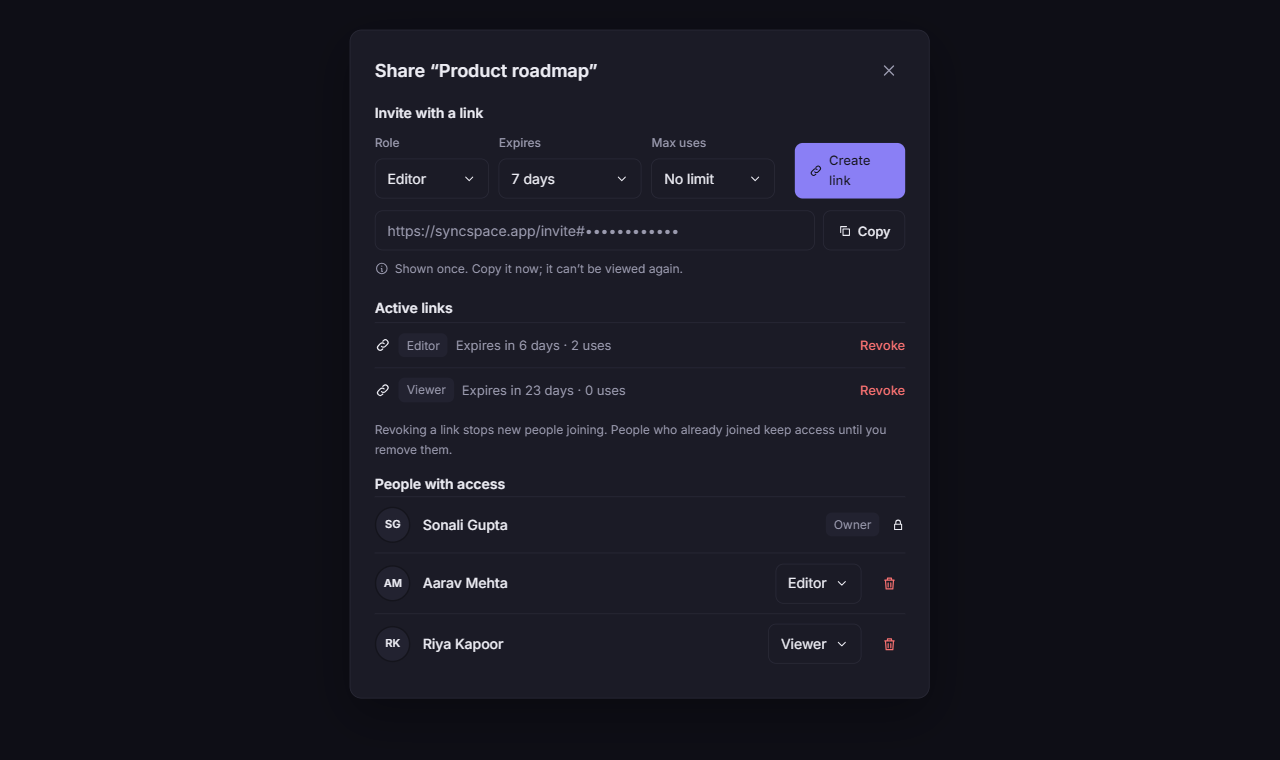 Share “Product roadmap”
Invite with a link
Role Expires Max uses
Editor 7 days No limit Create
link
https://syncspace.app/invite#•••••••••••• Copy
Shown once. Copy it now; it can’t be viewed again.
Active links
Editor Expires in 6 days · 2 uses Revoke
Viewer Expires in 23 days · 0 uses Revoke
Revoking a link stops new people joining. People who already joined keep access until you
remove them.
People with access
SG Sonali Gupta Owner
AM Aarav Mehta Editor
RK Riya Kapoor Viewer